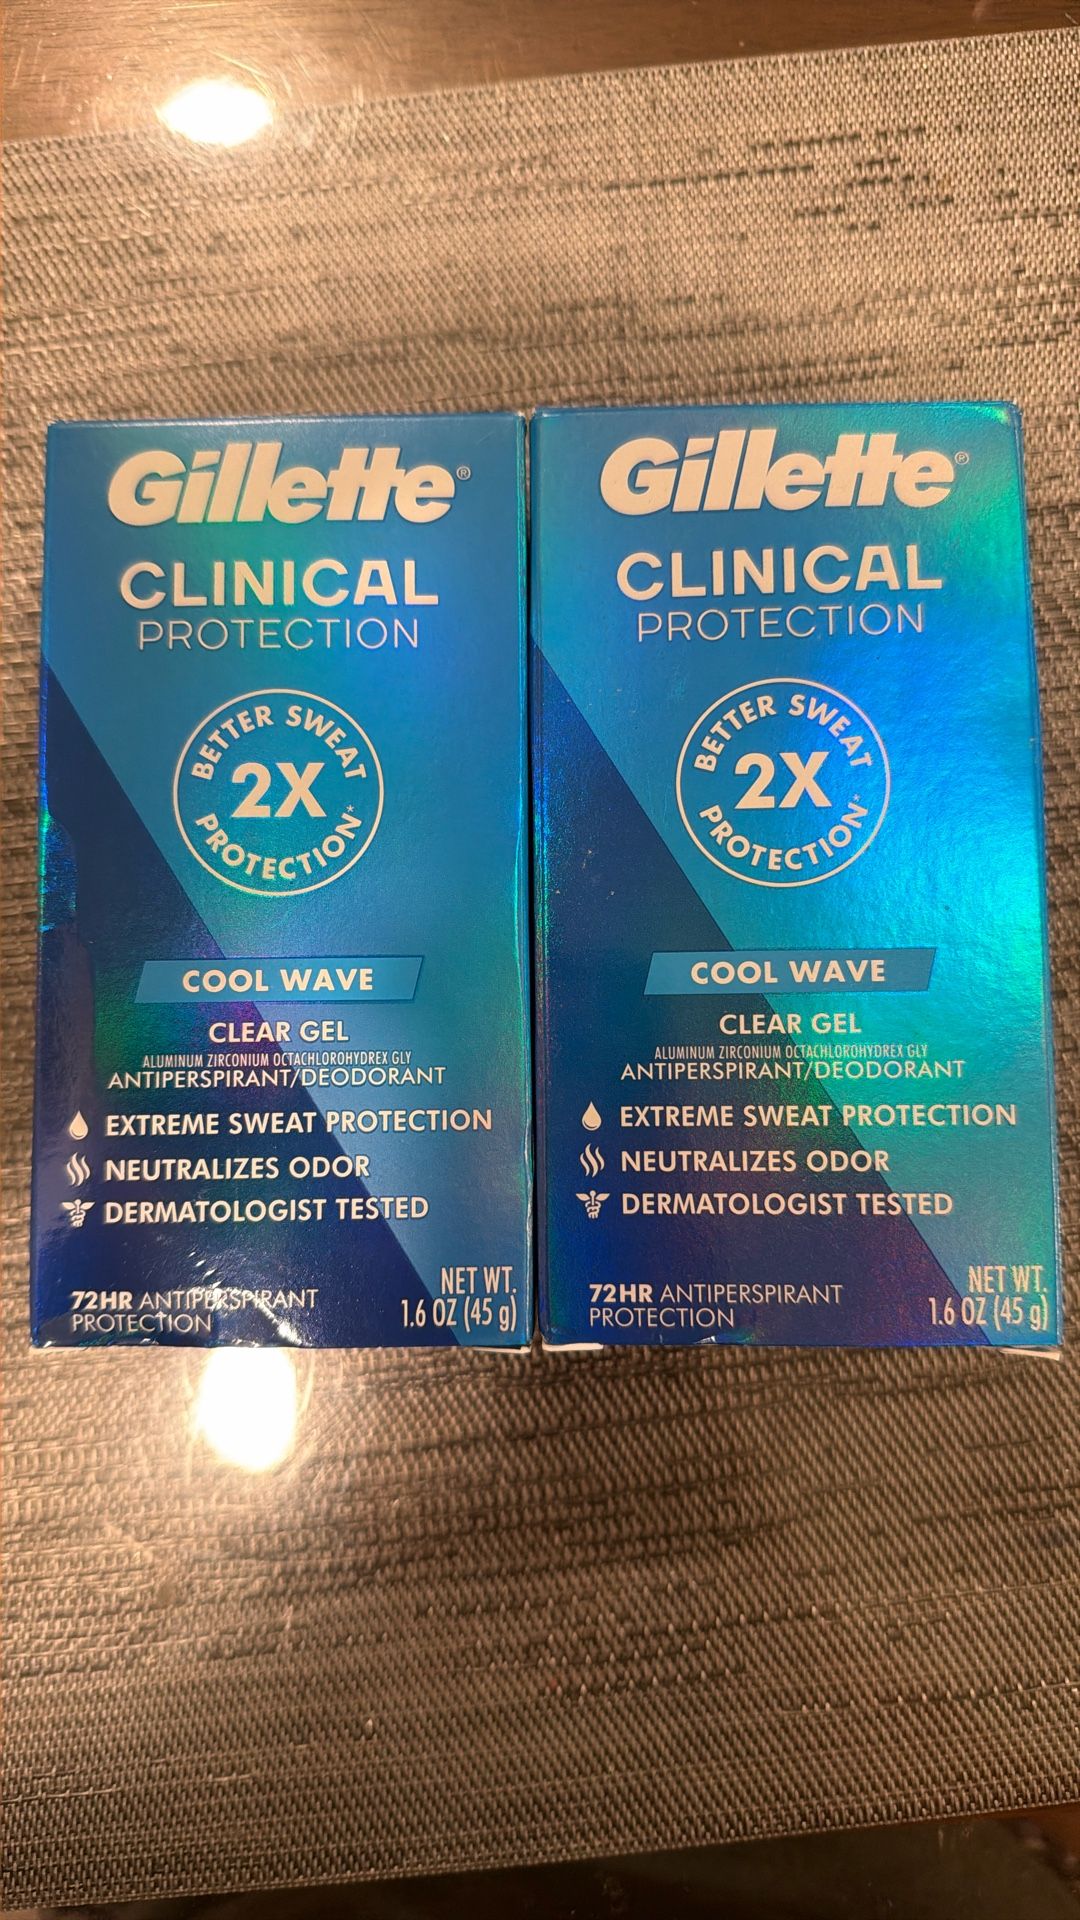 Gillette®
CLINICAL
PROTECTION
BETTER SWEAT
2X
PROTECTION*
COOL WAVE
CLEAR GEL
ALUMINUM ZIRCONIUM OCTACHLOROHYDREX GLY
ANTIPERSPIRANT/DEODORANT
EXTREME SWEAT PROTECTION
NEUTRALIZES ODOR
DERMATOLOGIST TESTED
72HR ANTIPERSPIRANT
PROTECTION
NET WT.
1.6 OZ (45 g)
Gillette®
CLINICAL
PROTECTION
BETTER SWEAT
2X
PROTECTION*
COOL WAVE
CLEAR GEL
ALUMINUM ZIRCONIUM OCTACHLOROHYDREX GLY
ANTIPERSPIRANT/DEODORANT
EXTREME SWEAT PROTECTION
NEUTRALIZES ODOR
DERMATOLOGIST TESTED
72HR ANTIPERSPIRANT
PROTECTION
NET WT.
1.6 OZ (45 g)